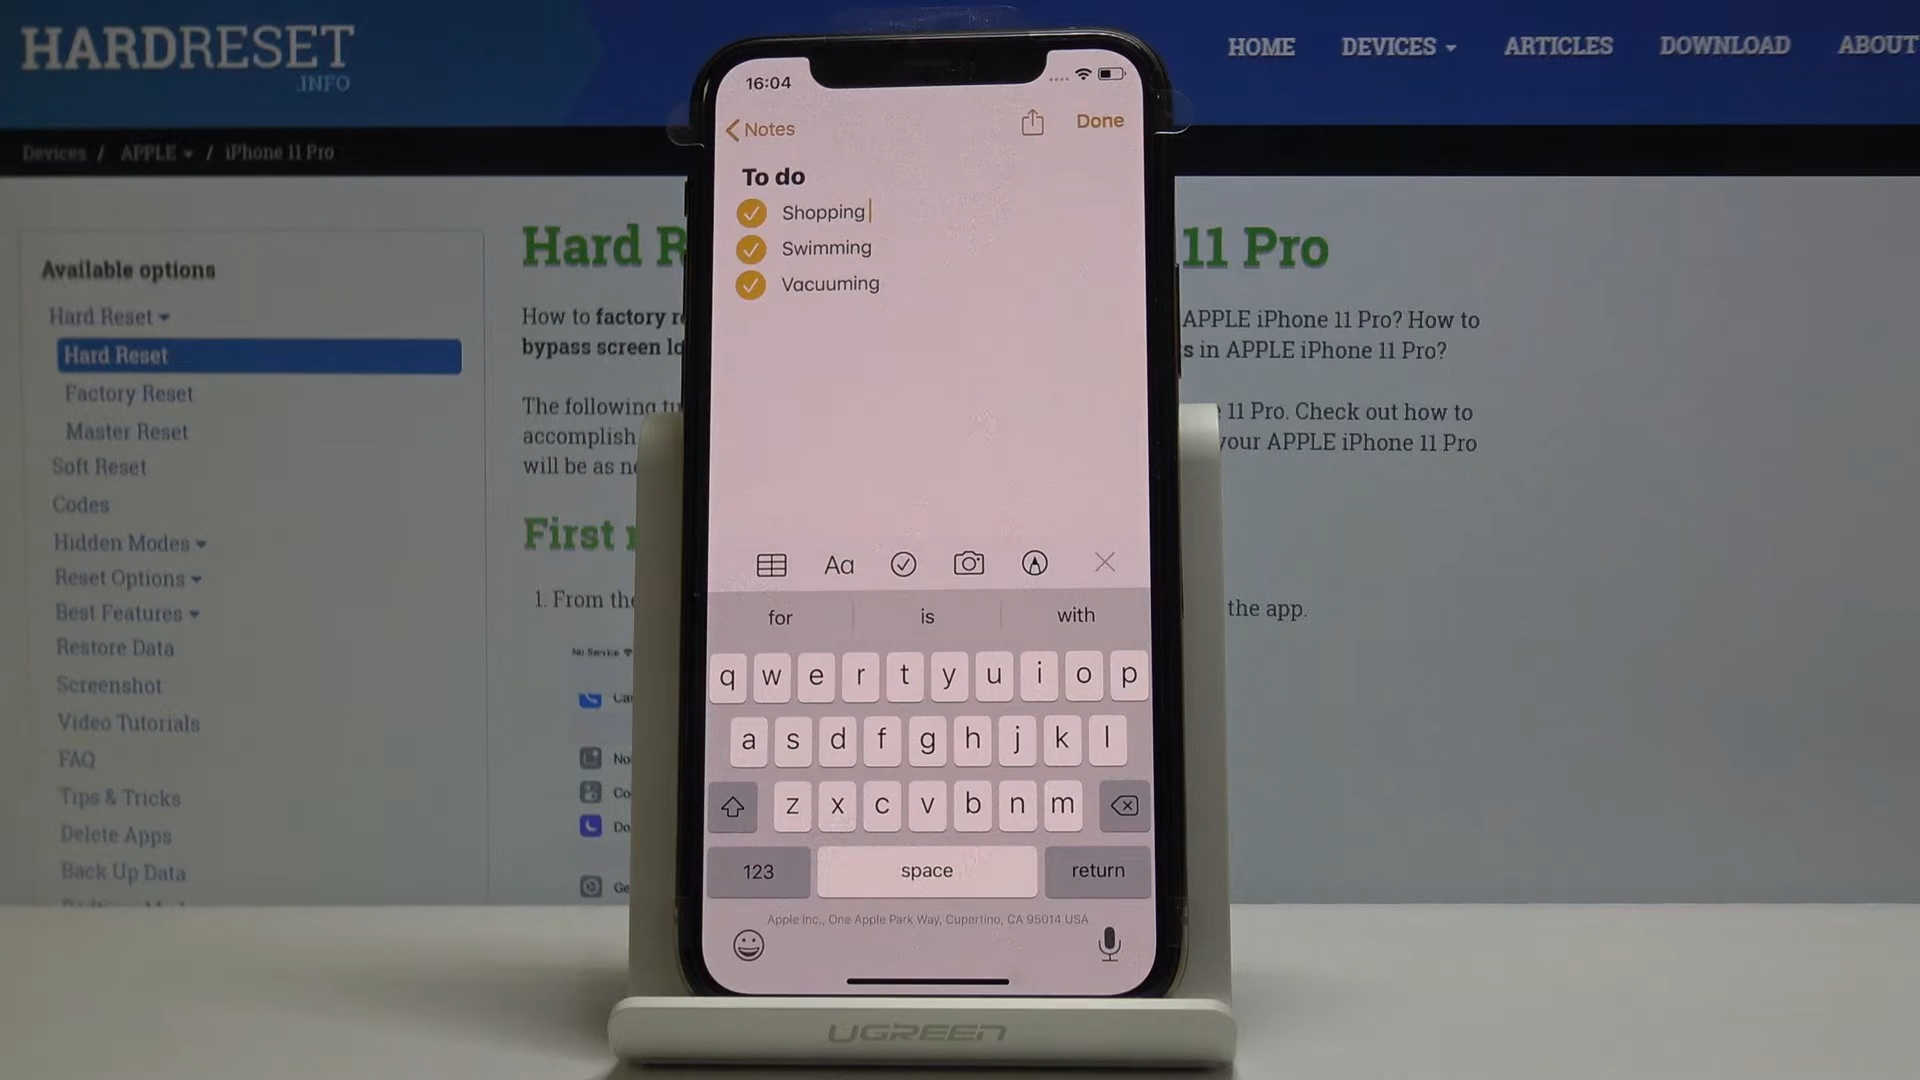 HARDRESET
.INFO
HOME DEVICES ARTICLES DOWNLOAD ABOUT
Devices / APPLE / iPhone 11 Pro
Available options
Hard Reset
Hard Reset
Factory Reset
Master Reset
Soft Reset
Codes
Hidden Modes
Reset Options
Best Features
Restore Data
Screenshot
Video Tutorials
FAQ
Tips & Tricks
Delete Apps
Back Up Data
Hard 11 Pro
How to factory APPLE iPhone 11 Pro? How to
bypass screen in APPLE iPhone 11 Pro?
The following 11 Pro. Check out how to
accomplish your APPLE iPhone 11 Pro
will be as
First
1. From the the app.
No Service
16:04
Notes Done
To do
Shopping
Swimming
Vacuuming
Aa
for is with
q w e r t y u i o p
a s d f g h j k l
z x c v b n m
123 space return
Apple Inc., One Apple Park Way, Cupertino, CA 95014 USA
UGREEN